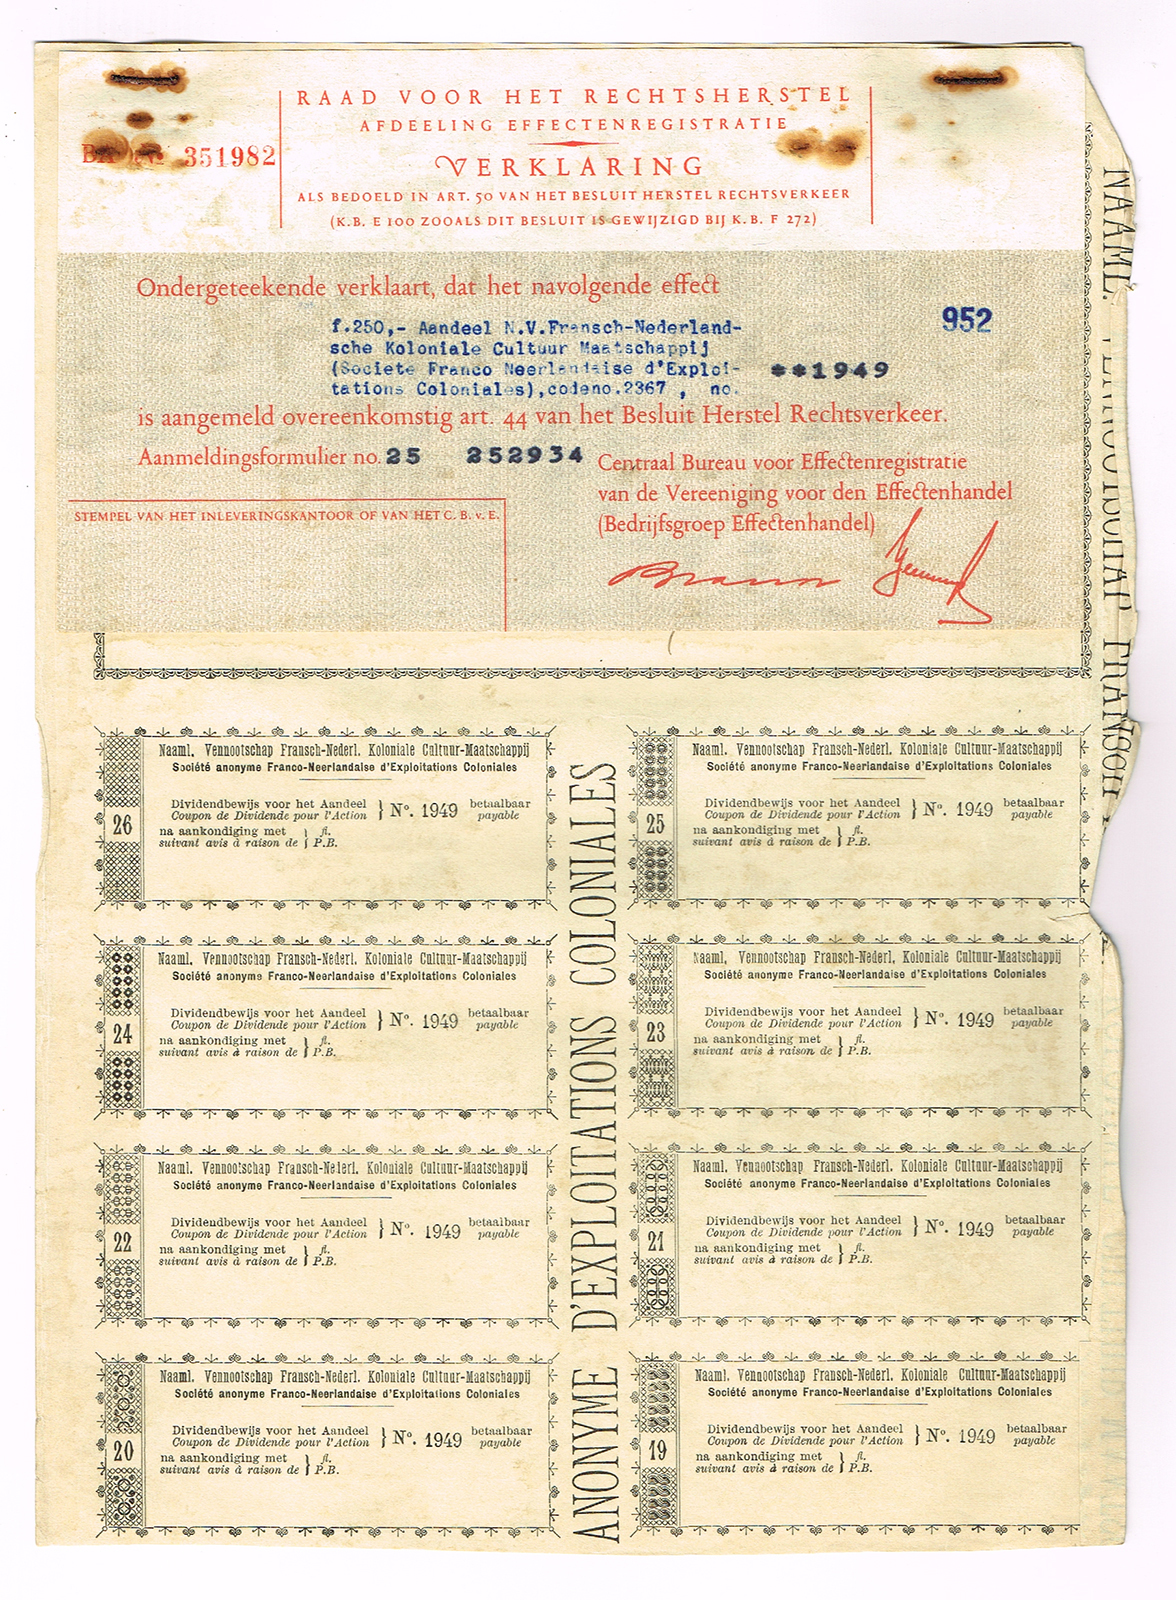 RAAD VOOR HET RECHTSHERSTEL
AFDEELING EFFECTENREGISTRATIE
351982
VERKLARING
ALS BEDOELD IN ART. 50 VAN HET BESLUIT HERSTEL RECHTSVERKEER
(K.B. E 100 ZOOALS DIT BESLUIT IS GEWIJZIGD BIJ K.B. F 272)
Ondergeteekende verklaart, dat het navolgende effect
952
f.250,- Aandeel N.V.Fransch-Nederland-
sche Koloniale Cultuur Maatschappij
(Societe Franco Neerlandaise d'Exploi-
tations Coloniales),codeno.2367 , no. **1949
is aangemeld overeenkomstig art. 44 van het Besluit Herstel Rechtsverkeer.
Aanmeldingsformulier no. 25 252934
Centraal Bureau voor Effectenregistratie
van de Vereeniging voor den Effectenhandel
(Bedrijfsgroep Effectenhandel)
STEMPEL VAN HET INLEVERINGSKANTOOR OF VAN HET C. B. v. E.
NAAML. VENNOOTSCHAP. FRANSCH
ANONYME D'EXPLOITATIONS COLONIALES
26
Naaml. Vennootschap Fransch-Nederl. Koloniale Cultuur-Maatschappij
Société anonyme Franco-Neerlandaise d'Exploitations Coloniales
Dividendbewijs voor het Aandeel
Coupon de Dividende pour l'Action } No. 1949 betaalbaar
payable
na aankondiging met } fl.
suivant avis à raison de } P.B.
25
Naaml. Vennootschap Fransch-Nederl. Koloniale Cultuur-Maatschappij
Société anonyme Franco-Neerlandaise d'Exploitations Coloniales
Dividendbewijs voor het Aandeel
Coupon de Dividende pour l'Action } No. 1949 betaalbaar
payable
na aankondiging met } fl.
suivant avis à raison de } P.B.
24
Naaml. Vennootschap Fransch-Nederl. Koloniale Cultuur-Maatschappij
Société anonyme Franco-Neerlandaise d'Exploitations Coloniales
Dividendbewijs voor het Aandeel
Coupon de Dividende pour l'Action } No. 1949 betaalbaar
payable
na aankondiging met } fl.
suivant avis à raison de } P.B.
23
Naaml. Vennootschap Fransch-Nederl. Koloniale Cultuur-Maatschappij
Société anonyme Franco-Neerlandaise d'Exploitations Coloniales
Dividendbewijs voor het Aandeel
Coupon de Dividende pour l'Action } No. 1949 betaalbaar
payable
na aankondiging met } fl.
suivant avis à raison de } P.B.
22
Naaml. Vennootschap Fransch-Nederl. Koloniale Cultuur-Maatschappij
Société anonyme Franco-Neerlandaise d'Exploitations Coloniales
Dividendbewijs voor het Aandeel
Coupon de Dividende pour l'Action } No. 1949 betaalbaar
payable
na aankondiging met } fl.
suivant avis à raison de } P.B.
21
Naaml. Vennootschap Fransch-Nederl. Koloniale Cultuur-Maatschappij
Société anonyme Franco-Neerlandaise d'Exploitations Coloniales
Dividendbewijs voor het Aandeel
Coupon de Dividende pour l'Action } No. 1949 betaalbaar
payable
na aankondiging met } fl.
suivant avis à raison de } P.B.
20
Naaml. Vennootschap Fransch-Nederl. Koloniale Cultuur-Maatschappij
Société anonyme Franco-Neerlandaise d'Exploitations Coloniales
Dividendbewijs voor het Aandeel
Coupon de Dividende pour l'Action } No. 1949 betaalbaar
payable
na aankondiging met } fl.
suivant avis à raison de } P.B.
19
Naaml. Vennootschap Fransch-Nederl. Koloniale Cultuur-Maatschappij
Société anonyme Franco-Neerlandaise d'Exploitations Coloniales
Dividendbewijs voor het Aandeel
Coupon de Dividende pour l'Action } No. 1949 betaalbaar
payable
na aankondiging met } fl.
suivant avis à raison de } P.B.